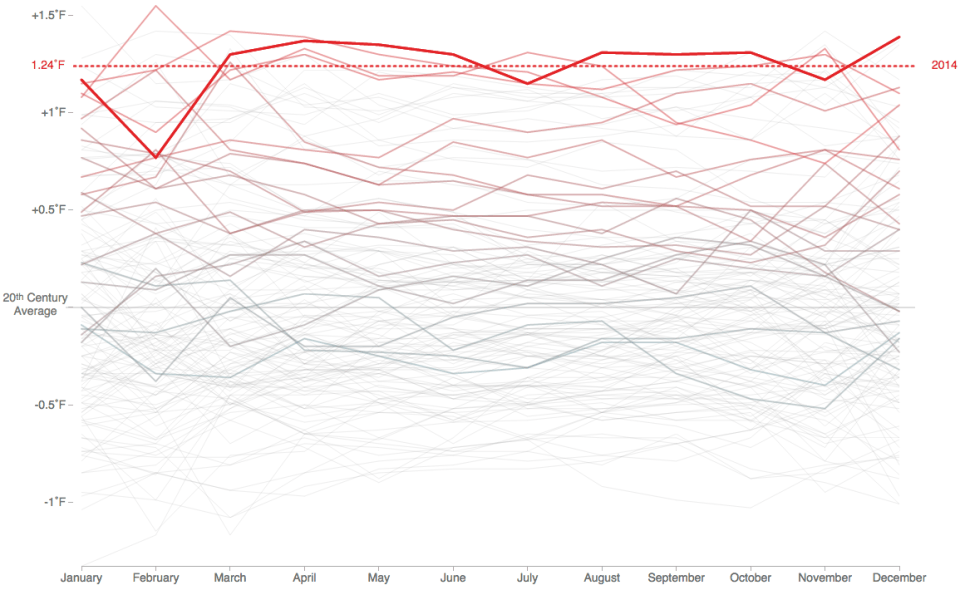 +1.5°F
1.24°F
2014
+1°F
+0.5°F
20th Century
Average
-0.5°F
-1°F
January February March April May June July August September October November December